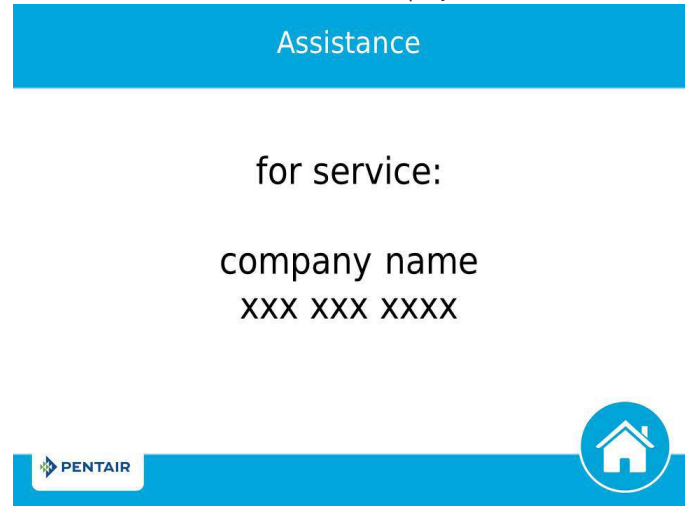 Assistance
for service:
company name
xxx xxx xxxx
PENTAIR